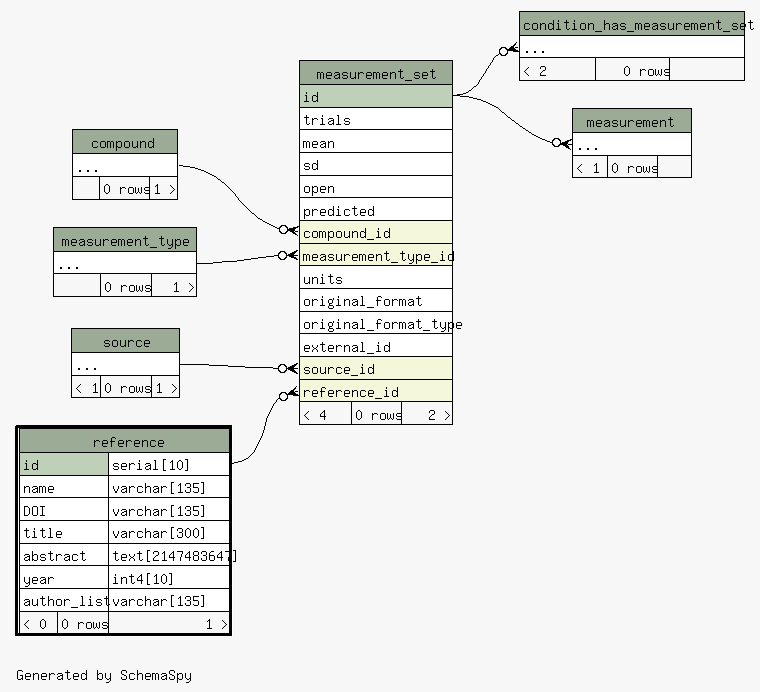 condition_has_measurement_set
...
< 2 0 rows
measurement_set
id
trials
mean
sd
open
predicted
compound_id
measurement_type_id
units
original_format
original_format_type
external_id
source_id
reference_id
< 4 0 rows 2 >
measurement
...
< 1 0 rows
compound
...
0 rows 1 >
measurement_type
...
0 rows 1 >
source
...
< 1 0 rows 1 >
reference
id serial[10]
name varchar[135]
DOI varchar[135]
title varchar[300]
abstract text[2147483647]
year int4[10]
author_list varchar[135]
< 0 0 rows 1 >
Generated by SchemaSpy